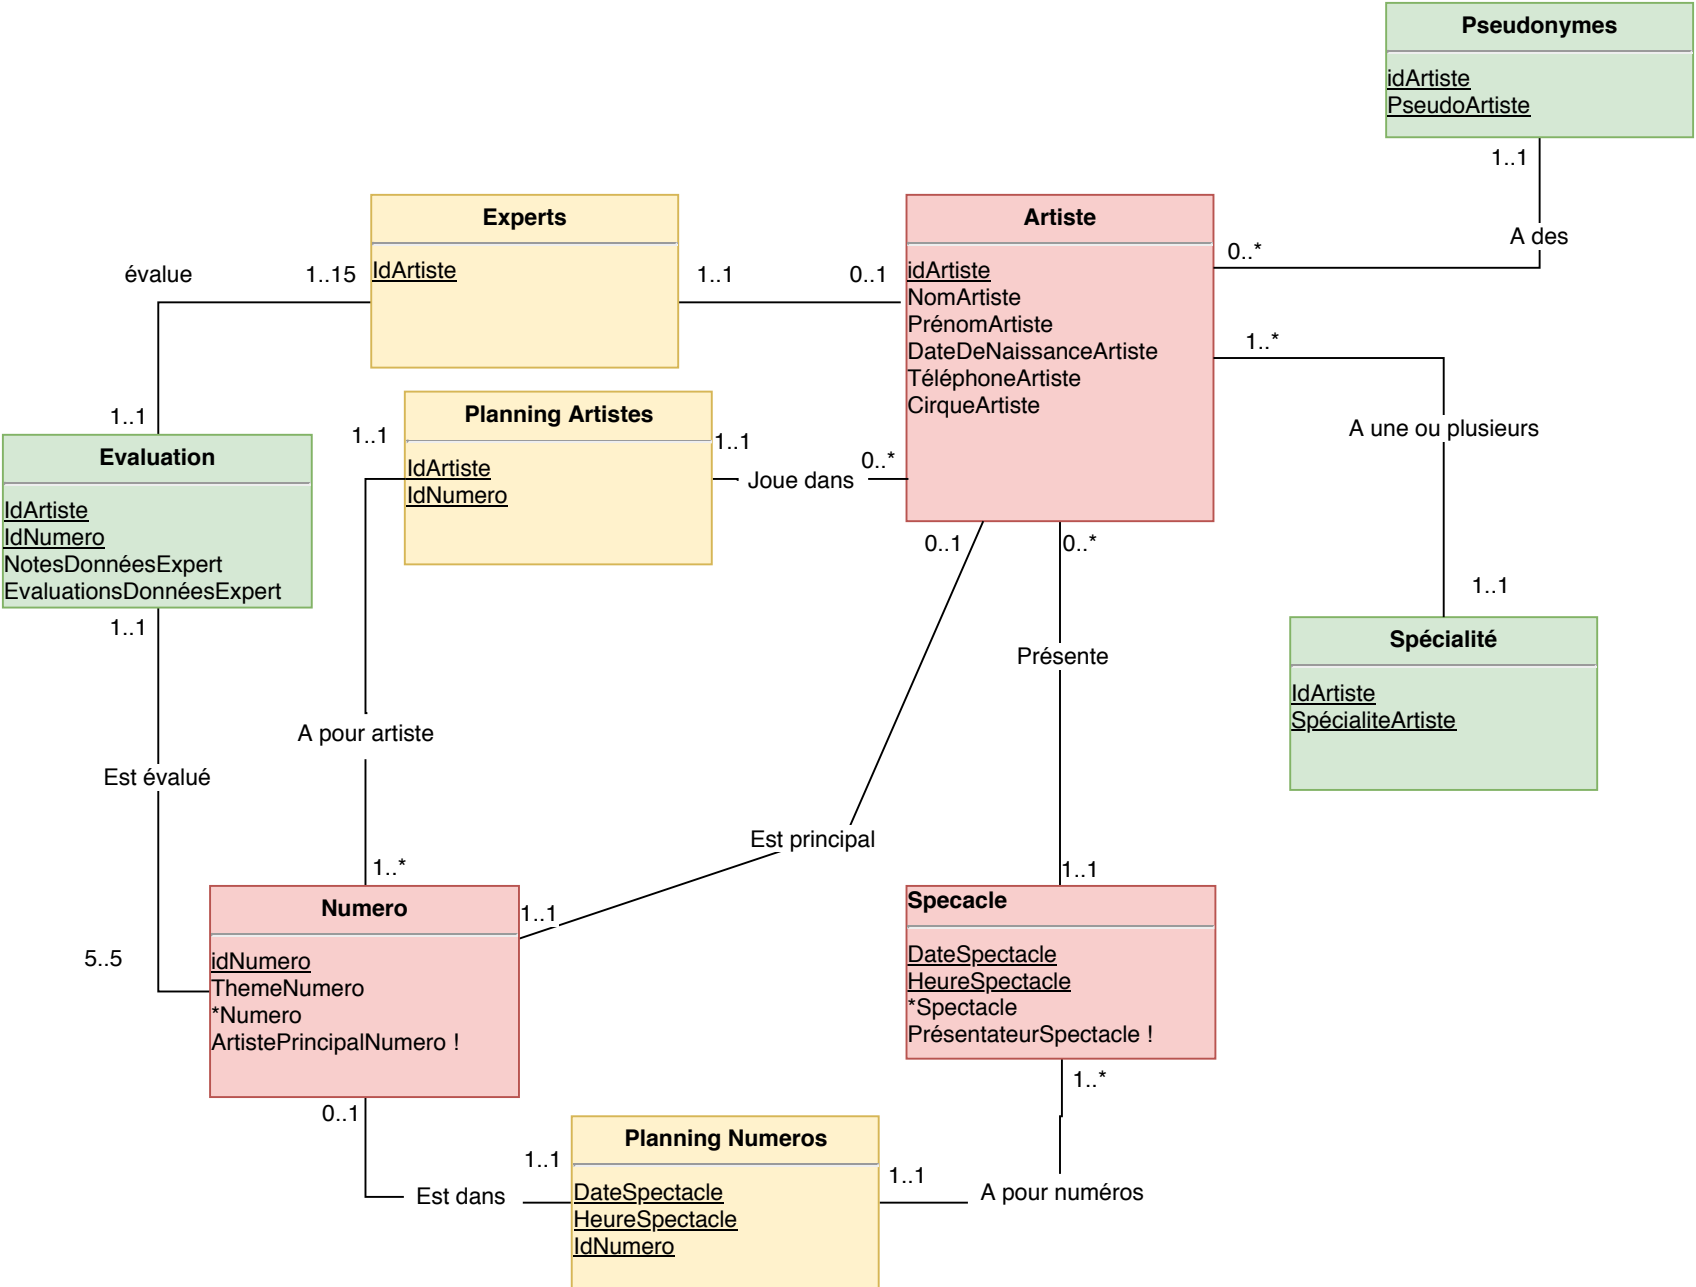 Pseudonymes
idArtiste
PseudoArtiste
1..1
A des
Experts
IdArtiste
Artiste
idArtiste
NomArtiste
PrénomArtiste
DateDeNaissanceArtiste
TéléphoneArtiste
CirqueArtiste
0..*
évalue
1..15
1..1
0..1
1..*
A une ou plusieurs
1..1
Planning Artistes
IdArtiste
IdNumero
1..1
1..1
Joue dans
0..*
1..1
Evaluation
IdArtiste
IdNumero
NotesDonnéesExpert
EvaluationsDonnéesExpert
1..1
0..1
0..*
Présente
Spécialité
IdArtiste
SpécialiteArtiste
A pour artiste
Est évalué
Est principal
1..*
1..1
1..1
5..5
Numero
idNumero
ThemeNumero
*Numero
ArtistePrincipalNumero !
Specacle
DateSpectacle
HeureSpectacle
*Spectacle
PrésentateurSpectacle !
0..1
1..*
1..1
Est dans
Planning Numeros
DateSpectacle
HeureSpectacle
IdNumero
1..1
A pour numéros